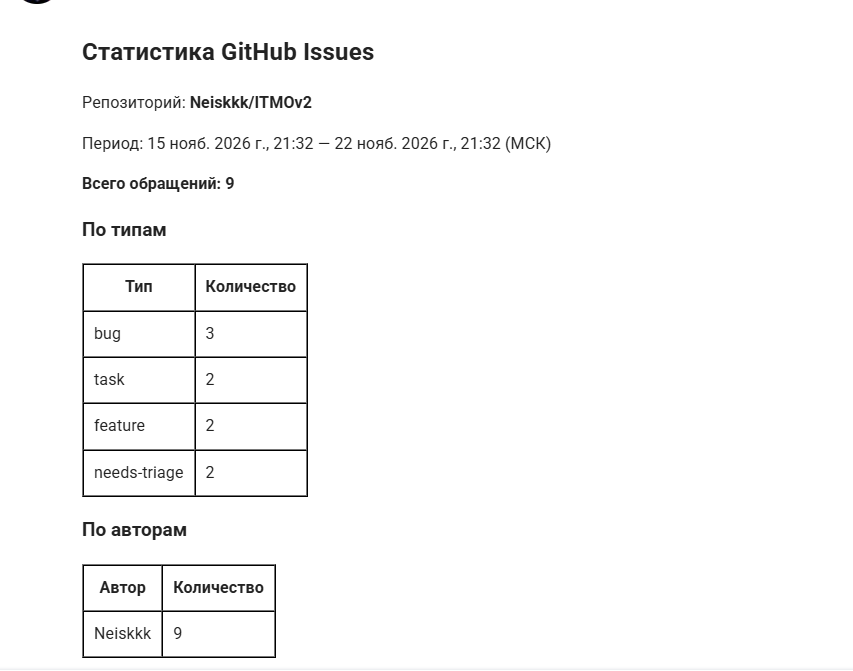 Статистика GitHub Issues
Репозиторий: Neiskkk/ITMOv2
Период: 15 нояб. 2026 г., 21:32 — 22 нояб. 2026 г., 21:32 (МСК)
Всего обращений: 9
По типам
Тип Количество
bug 3
task 2
feature 2
needs-triage 2
По авторам
Автор Количество
Neiskkk 9